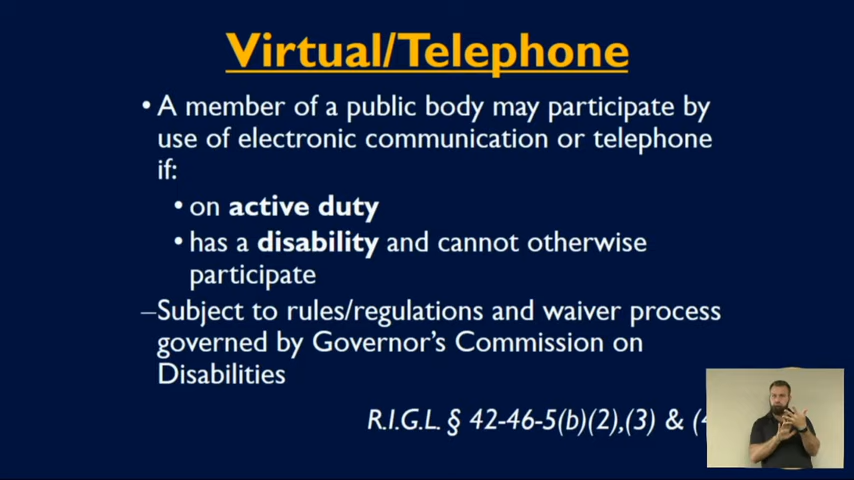 Virtual/Telephone
• A member of a public body may participate by
use of electronic communication or telephone
if:
• on active duty
• has a disability and cannot otherwise
participate
–Subject to rules/regulations and waiver process
governed by Governor's Commission on
Disabilities
R.I.G.L. § 42-46-5(b)(2),(3) & (